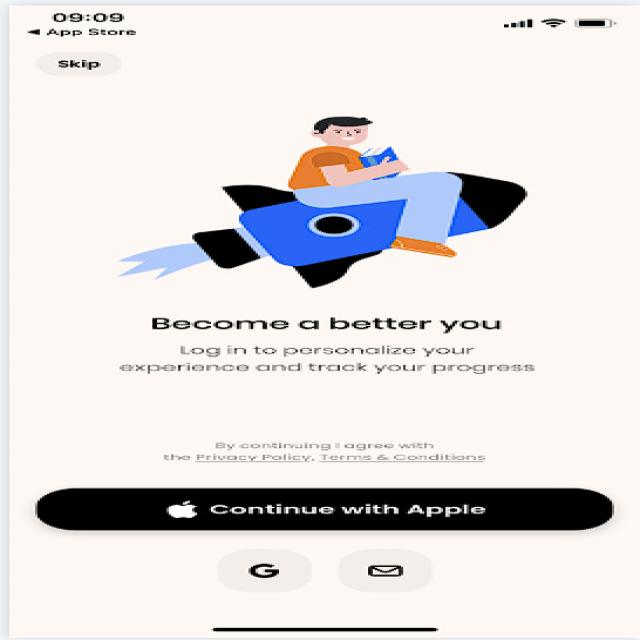 09:09
◀ App Store
Skip
Become a better you
Log in to personalize your
experience and track your progress
By continuing I agree with
the Privacy Policy, Terms & Conditions
Continue with Apple
G